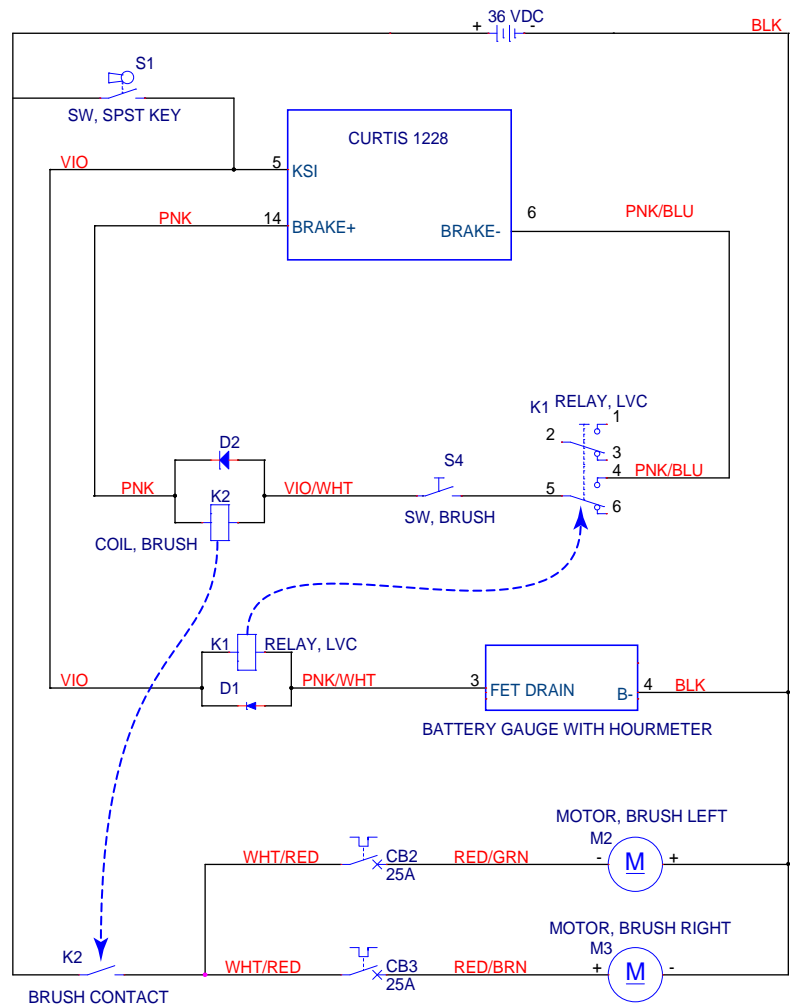 36 VDC
+ -
BLK
S1
SW, SPST KEY
CURTIS 1228
VIO
5
KSI
PNK
14
BRAKE+
BRAKE-
6
PNK/BLU
K1
RELAY, LVC
1
2
3
4
PNK/BLU
5
6
D2
S4
PNK
K2
VIO/WHT
SW, BRUSH
COIL, BRUSH
K1
RELAY, LVC
VIO
D1
PNK/WHT
3
FET DRAIN
B-
4
BLK
BATTERY GAUGE WITH HOURMETER
MOTOR, BRUSH LEFT
M2
WHT/RED
CB2
25A
RED/GRN
-
M
+
MOTOR, BRUSH RIGHT
M3
K2
WHT/RED
CB3
25A
RED/BRN
+
M
-
BRUSH CONTACT